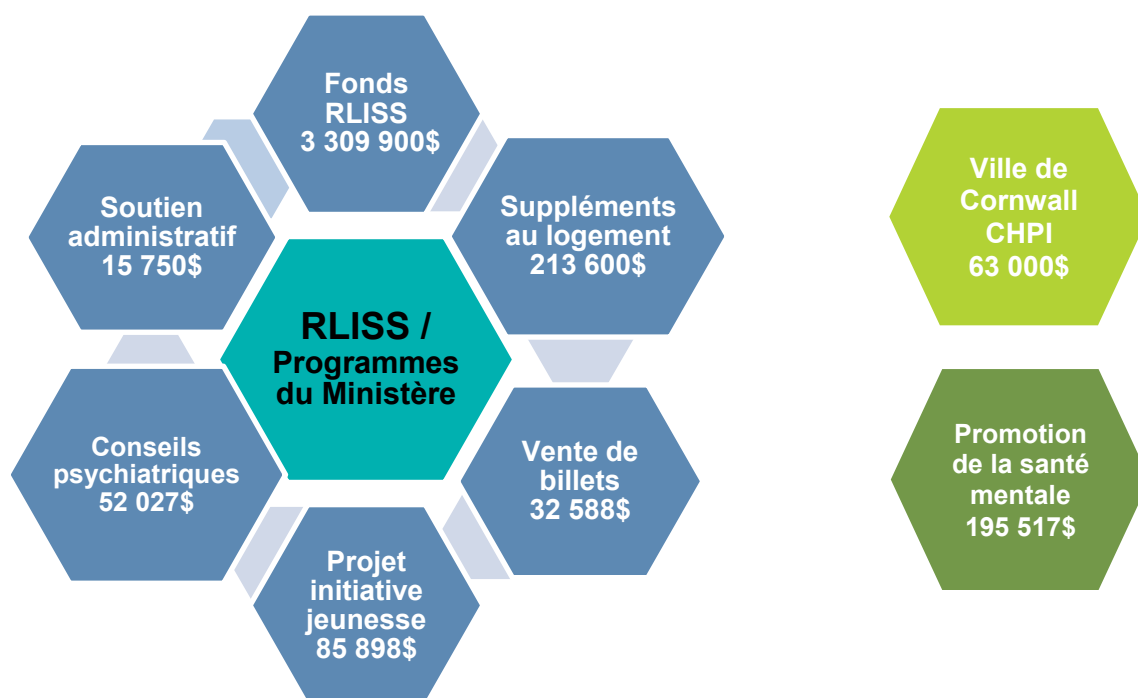 Fonds
RLISS
3 309 900$
Suppléments
au logement
213 600$
Vente de
billets
32 588$
Projet
initiative
jeunesse
85 898$
Conseils
psychiatriques
52 027$
Soutien
administratif
15 750$
RLISS /
Programmes
du Ministère
Ville de
Cornwall
CHPI
63 000$
Promotion
de la santé
mentale
195 517$